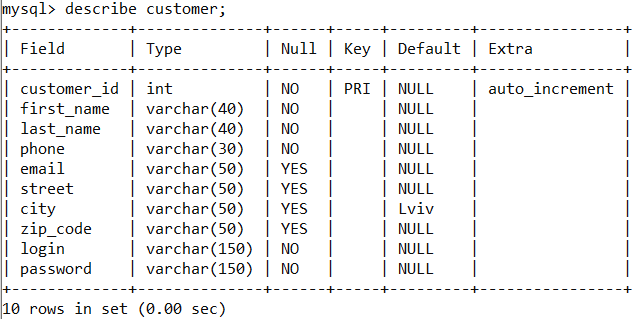 mysql> describe customer;
+-------------+--------------+------+-----+---------+----------------+
| Field       | Type         | Null | Key | Default | Extra          |
+-------------+--------------+------+-----+---------+----------------+
| customer_id | int          | NO   | PRI | NULL    | auto_increment |
| first_name  | varchar(40)  | NO   |     | NULL    |                |
| last_name   | varchar(40)  | NO   |     | NULL    |                |
| phone       | varchar(30)  | NO   |     | NULL    |                |
| email       | varchar(50)  | YES  |     | NULL    |                |
| street      | varchar(50)  | YES  |     | NULL    |                |
| city        | varchar(50)  | YES  |     | Lviv    |                |
| zip_code    | varchar(50)  | YES  |     | NULL    |                |
| login       | varchar(150) | NO   |     | NULL    |                |
| password    | varchar(150) | NO   |     | NULL    |                |
+-------------+--------------+------+-----+---------+----------------+
10 rows in set (0.00 sec)